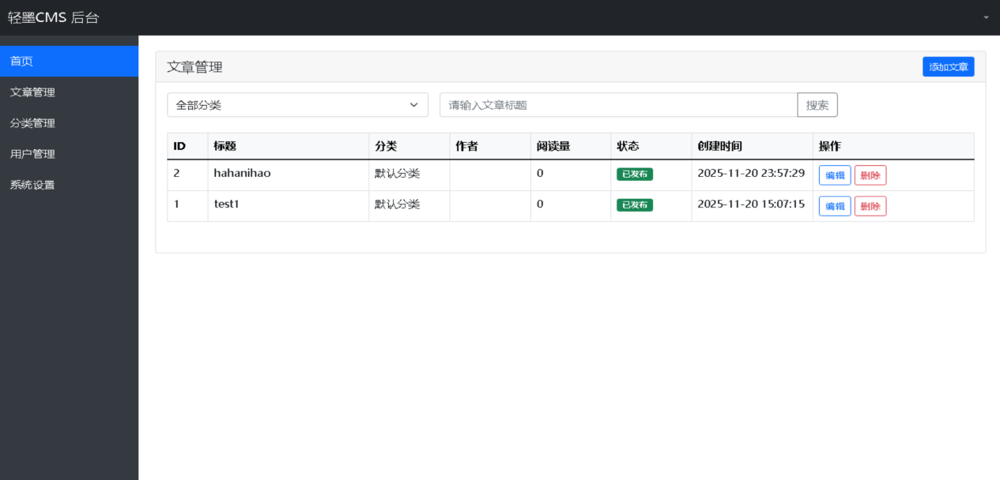 轻墨CMS 后台
首页
文章管理
分类管理
用户管理
系统设置
文章管理 添加文章
全部分类 请输入文章标题 搜索
ID 标题 分类 作者 阅读量 状态 创建时间 操作
2 hahanihao 默认分类 0 已发布 2025-11-20 23:57:29 编辑 删除
1 test1 默认分类 0 已发布 2025-11-20 15:07:15 编辑 删除